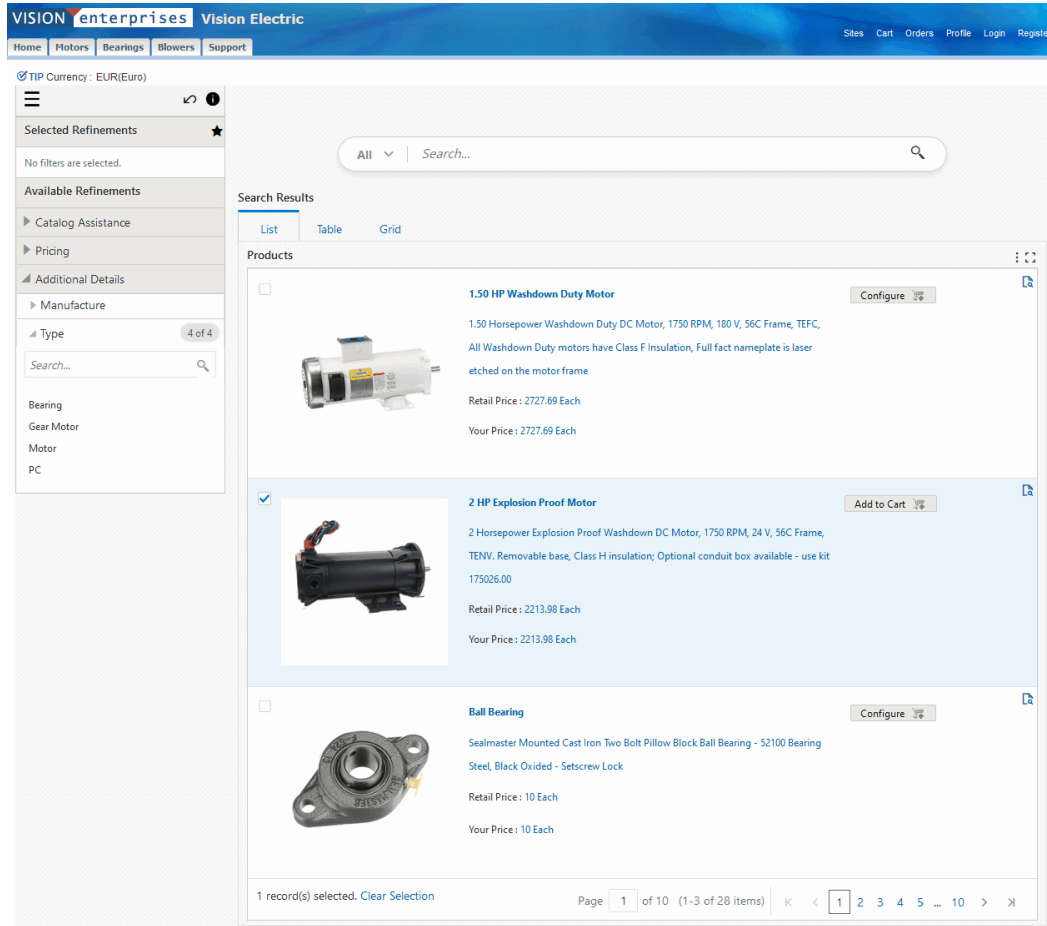 VISION enterprises Vision Electric
Sites Cart Orders Profile Login Registe
Home Motors Bearings Blowers Support
TIP Currency : EUR(Euro)
Selected Refinements
No filters are selected.
Available Refinements
Catalog Assistance
Pricing
Additional Details
Manufacture
Type 4 of 4
Search...
Bearing
Gear Motor
Motor
PC
All Search...
Search Results
List Table Grid
Products
1.50 HP Washdown Duty Motor
Configure
1.50 Horsepower Washdown Duty DC Motor, 1750 RPM, 180 V, 56C Frame, TEFC,
All Washdown Duty motors have Class F Insulation, Full fact nameplate is laser
etched on the motor frame
Retail Price : 2727.69 Each
Your Price : 2727.69 Each
2 HP Explosion Proof Motor
Add to Cart
2 Horsepower Explosion Proof Washdown DC Motor, 1750 RPM, 24 V, 56C Frame,
TENV. Removable base, Class H insulation; Optional conduit box available - use kit
175026.00
Retail Price : 2213.98 Each
Your Price : 2213.98 Each
Ball Bearing
Configure
Sealmaster Mounted Cast Iron Two Bolt Pillow Block Ball Bearing - 52100 Bearing
Steel, Black Oxided - Setscrew Lock
Retail Price : 10 Each
Your Price : 10 Each
1 record(s) selected. Clear Selection
Page 1 of 10 (1-3 of 28 items) 1 2 3 4 5 ... 10